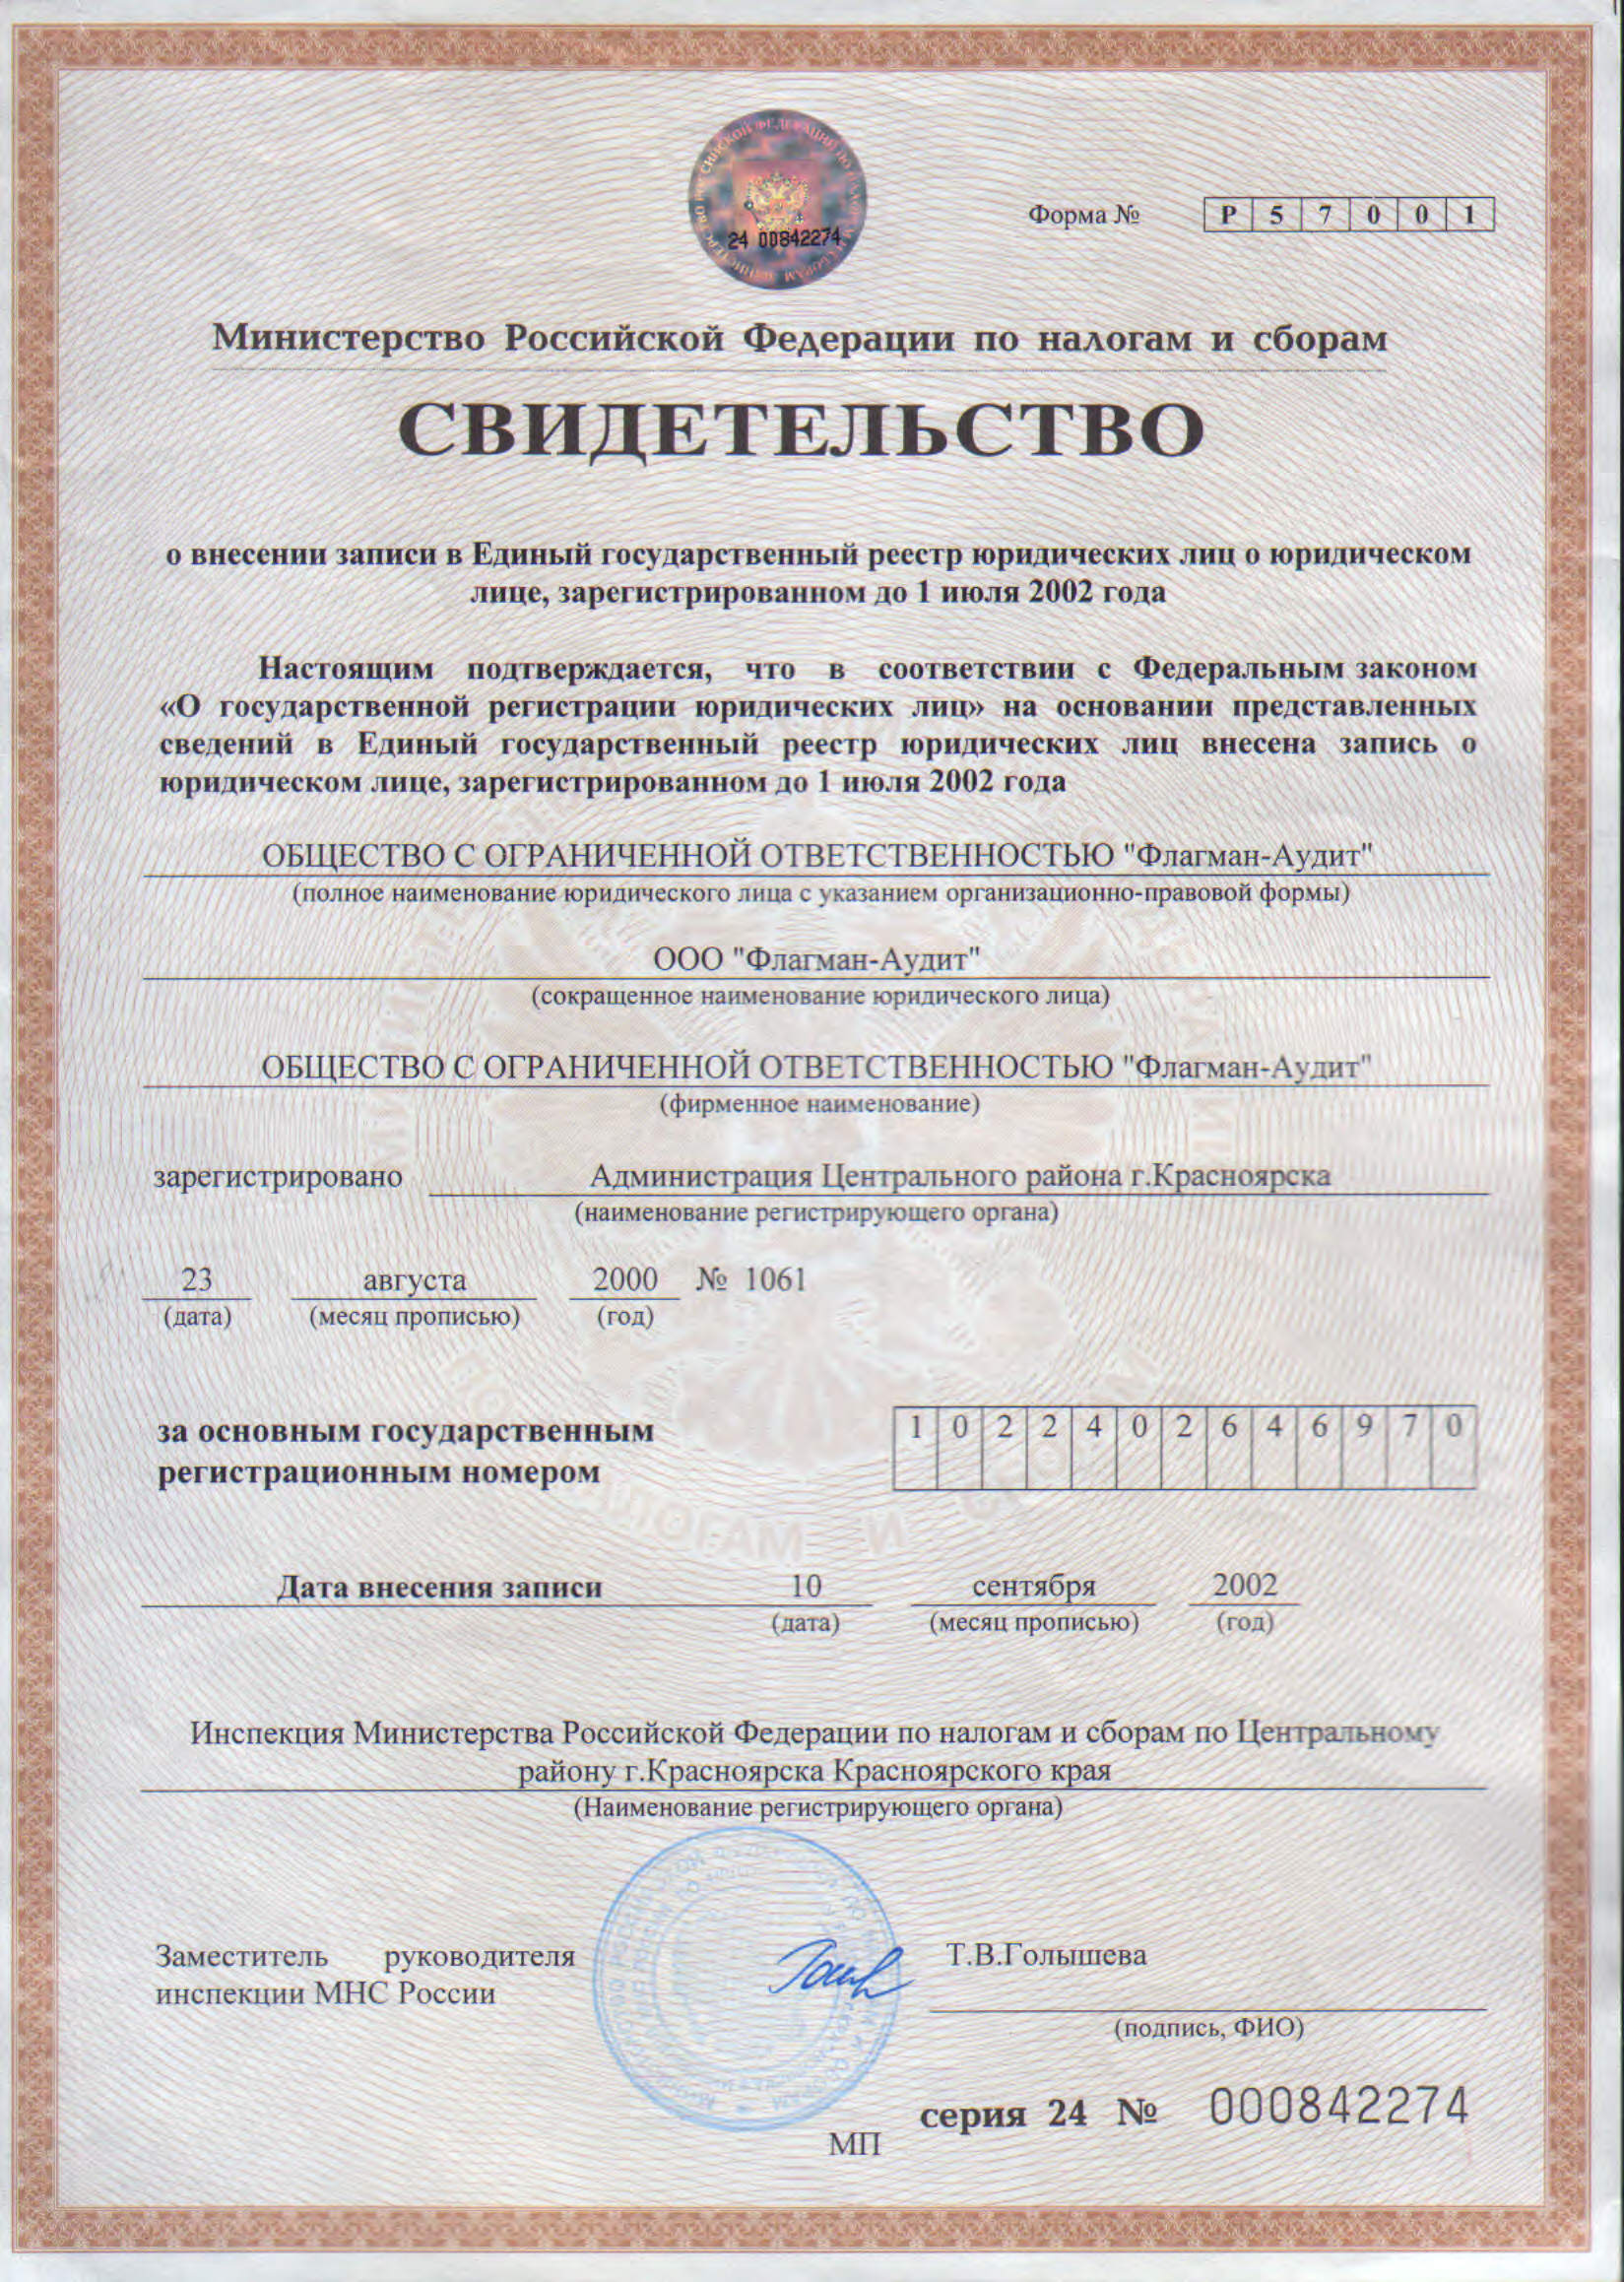 24 00842274
Форма № Р 5 7 0 0 1
Министерство Российской Федерации по налогам и сборам
СВИДЕТЕЛЬСТВО
о внесении записи в Единый государственный реестр юридических лиц о юридическом
лице, зарегистрированном до 1 июля 2002 года
Настоящим подтверждается, что в соответствии с Федеральным законом
«О государственной регистрации юридических лиц» на основании представленных
сведений в Единый государственный реестр юридических лиц внесена запись о
юридическом лице, зарегистрированном до 1 июля 2002 года
ОБЩЕСТВО С ОГРАНИЧЕННОЙ ОТВЕТСТВЕННОСТЬЮ "Флагман-Аудит"
(полное наименование юридического лица с указанием организационно-правовой формы)
ООО "Флагман-Аудит"
(сокращенное наименование юридического лица)
ОБЩЕСТВО С ОГРАНИЧЕННОЙ ОТВЕТСТВЕННОСТЬЮ "Флагман-Аудит"
(фирменное наименование)
зарегистрировано Администрация Центрального района г.Красноярска
(наименование регистрирующего органа)
23 августа 2000 № 1061
(дата) (месяц прописью) (год)
за основным государственным
регистрационным номером
1 0 2 2 4 0 2 6 4 6 9 7 0
Дата внесения записи 10 сентября 2002
(дата) (месяц прописью) (год)
Инспекция Министерства Российской Федерации по налогам и сборам по Центральному
району г.Красноярска Красноярского края
(Наименование регистрирующего органа)
Заместитель руководителя
инспекции МНС России
Т.В.Голышева
(подпись, ФИО)
серия 24 № 000842274
МП